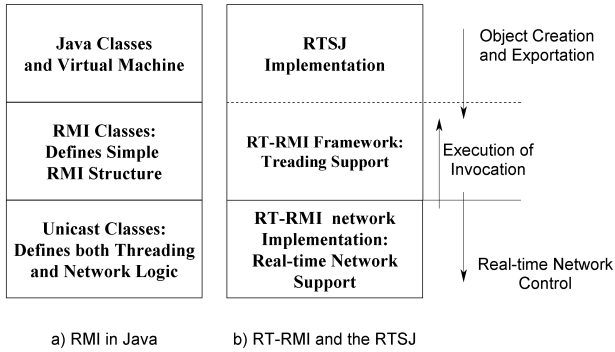 Java Classes
and Virtual Machine
RMI Classes:
Defines Simple
RMI Structure
Unicast Classes:
Defines both Threading
and Network Logic
a) RMI in Java
RTSJ
Implementation
RT-RMI Framework:
Treading Support
RT-RMI network
Implementation:
Real-time Network
Support
b) RT-RMI and the RTSJ
Object Creation
and Exportation
Execution of
Invocation
Real-time Network
Control